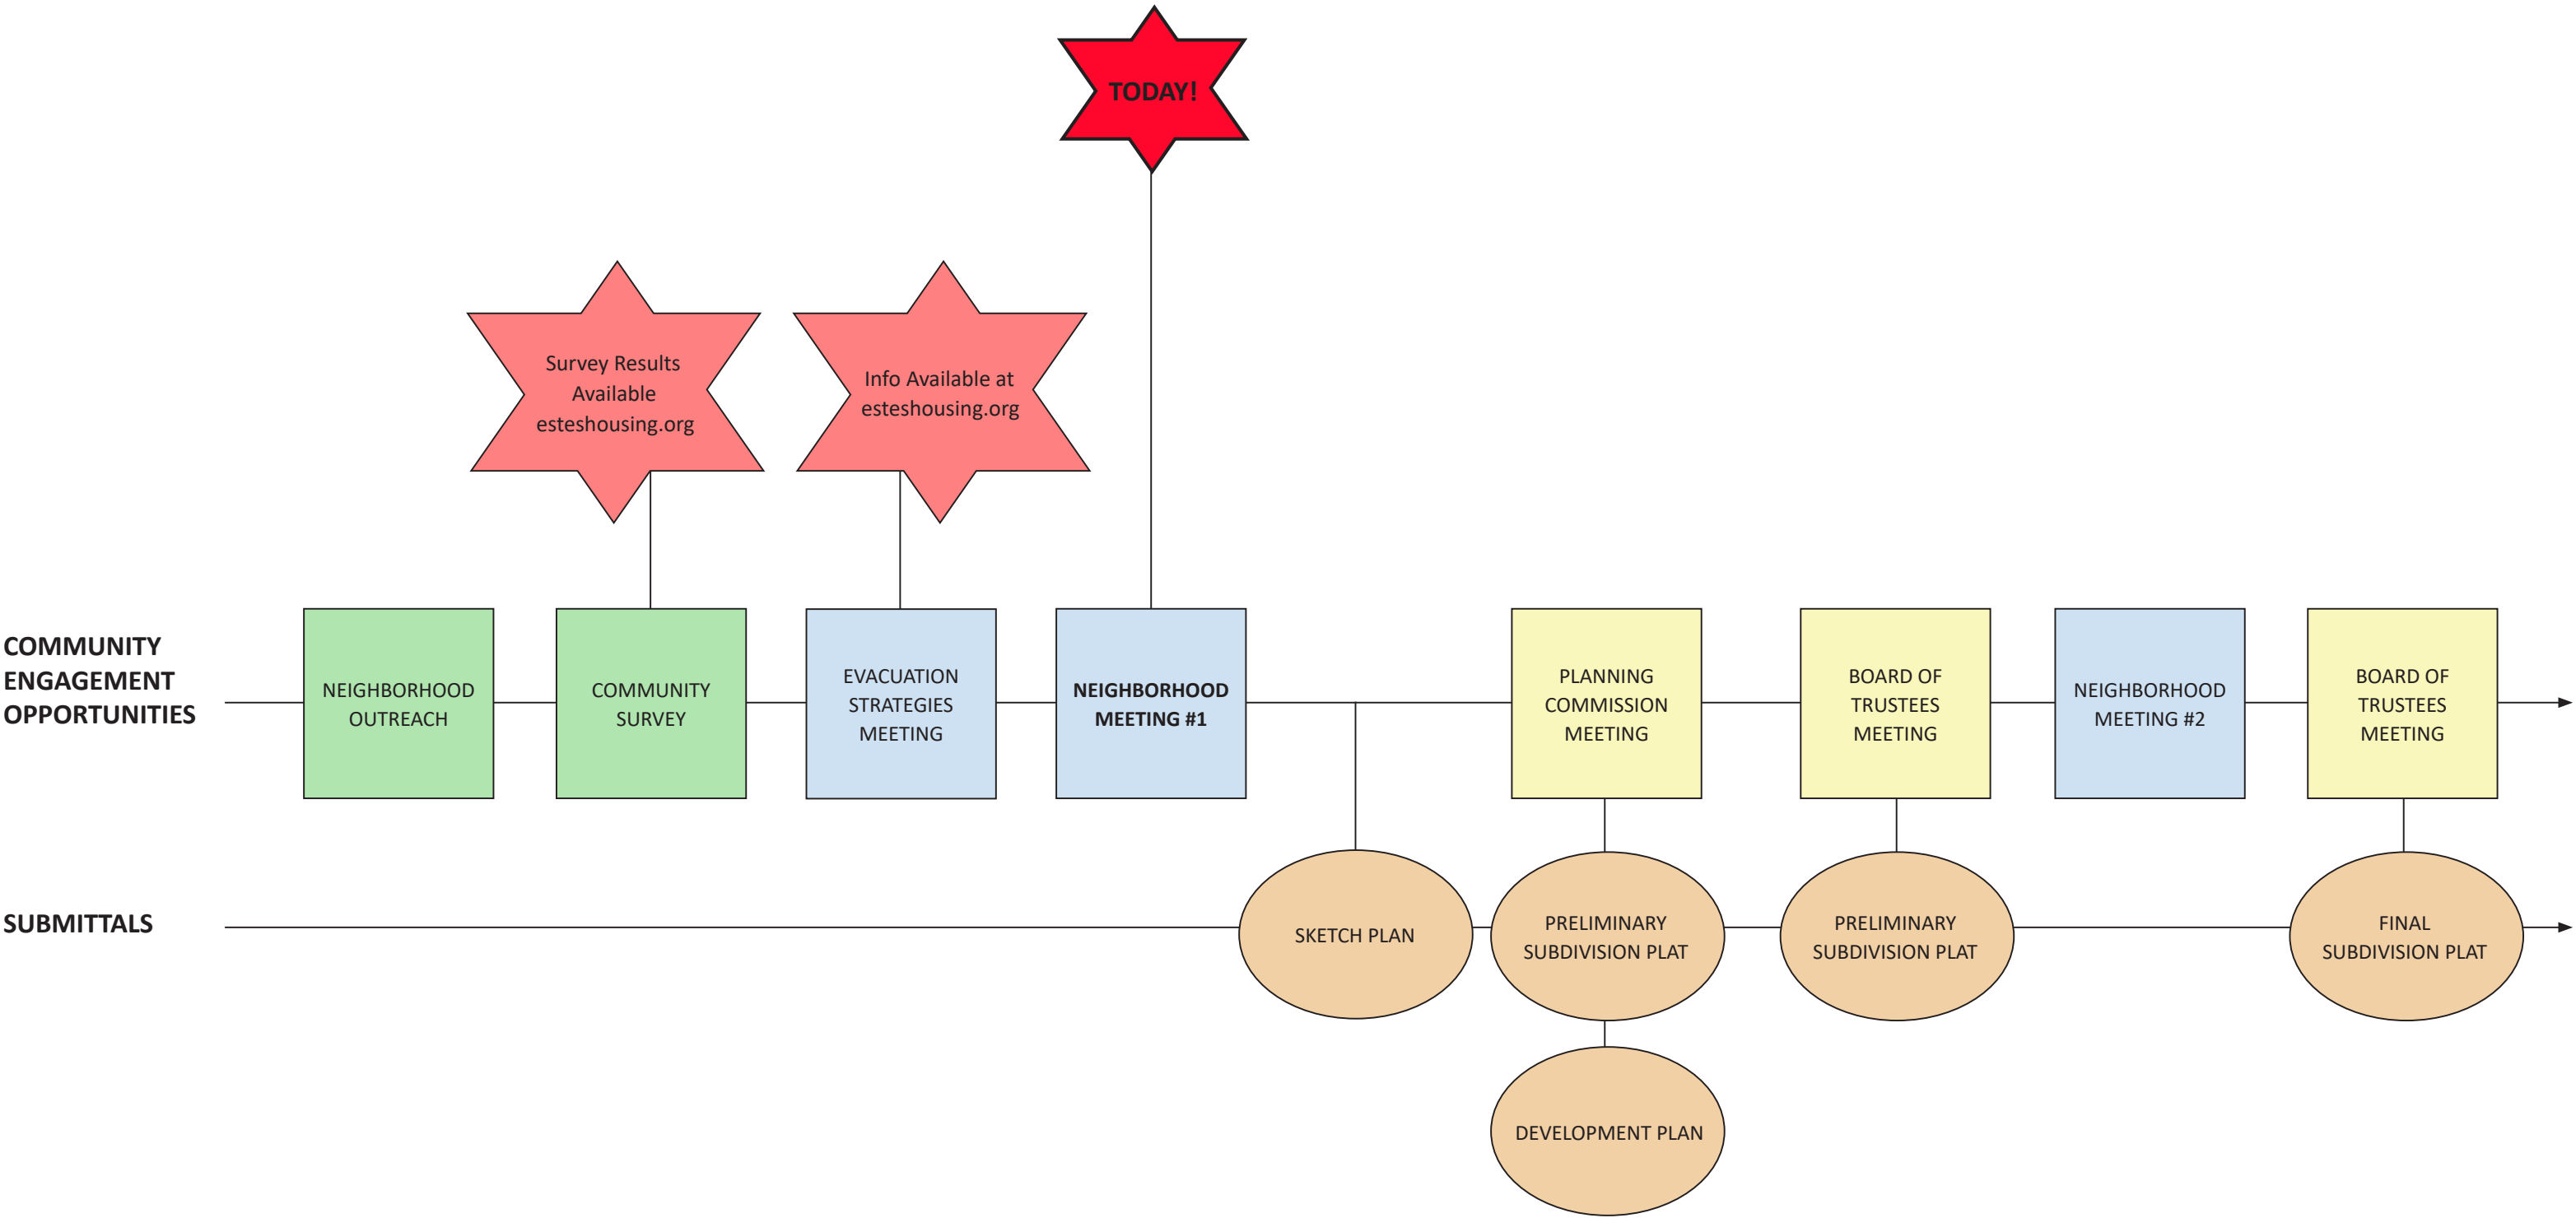 TODAY!
Survey Results
Available
esteshousing.org
Info Available at
esteshousing.org
COMMUNITY
ENGAGEMENT
OPPORTUNITIES
NEIGHBORHOOD
OUTREACH
COMMUNITY
SURVEY
EVACUATION
STRATEGIES
MEETING
NEIGHBORHOOD
MEETING #1
PLANNING
COMMISSION
MEETING
BOARD OF
TRUSTEES
MEETING
NEIGHBORHOOD
MEETING #2
BOARD OF
TRUSTEES
MEETING
SUBMITTALS
SKETCH PLAN
PRELIMINARY
SUBDIVISION PLAT
PRELIMINARY
SUBDIVISION PLAT
FINAL
SUBDIVISION PLAT
DEVELOPMENT PLAN